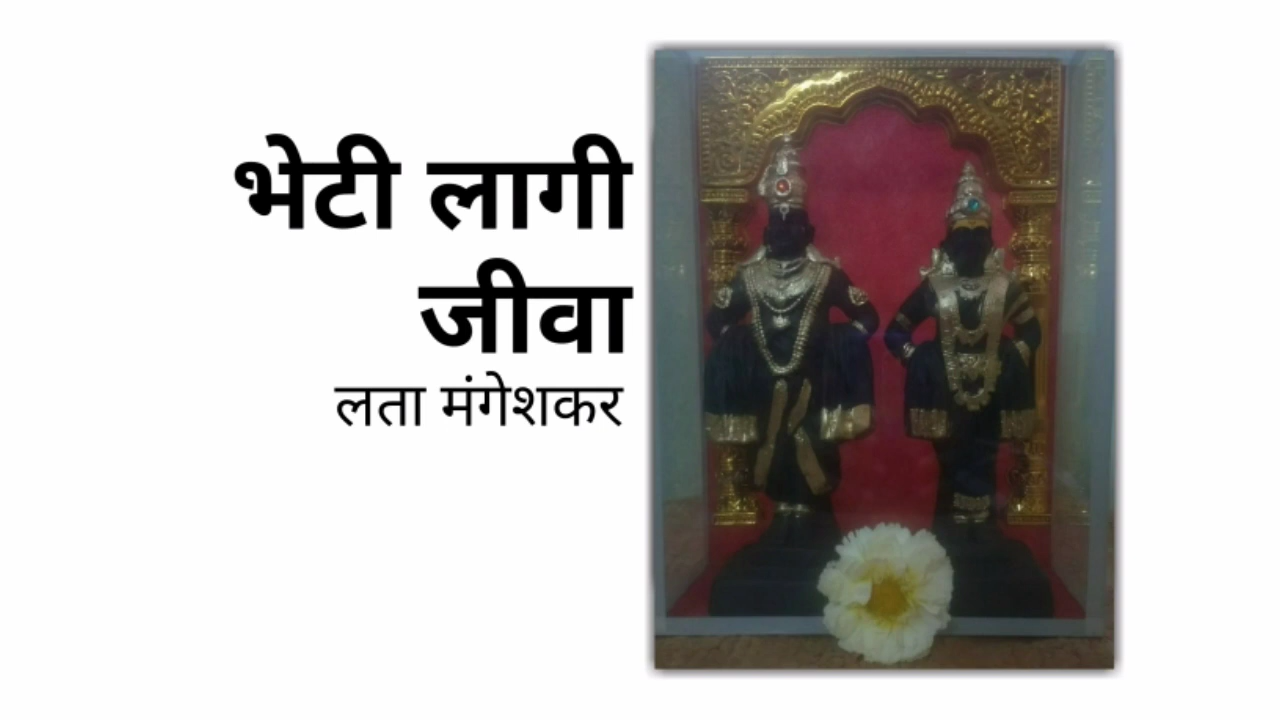 भेटी लागी
जीवा
लता मंगेशकर